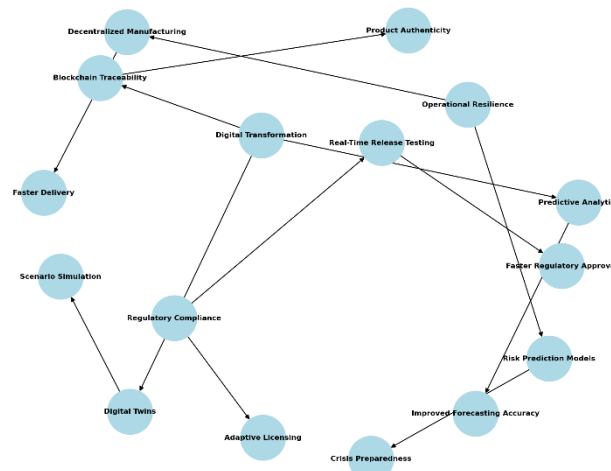 Decentralized Manufacturing
Product Authenticity
Blockchain Traceability
Operational Resilience
Digital Transformation
Real-Time Release Testing
Faster Delivery
Predictive Analyti
Faster Regulatory Approva
Scenario Simulation
Regulatory Compliance
Risk Prediction Models
Digital Twins
Improved Forecasting Accuracy
Adaptive Licensing
Crisis Preparedness